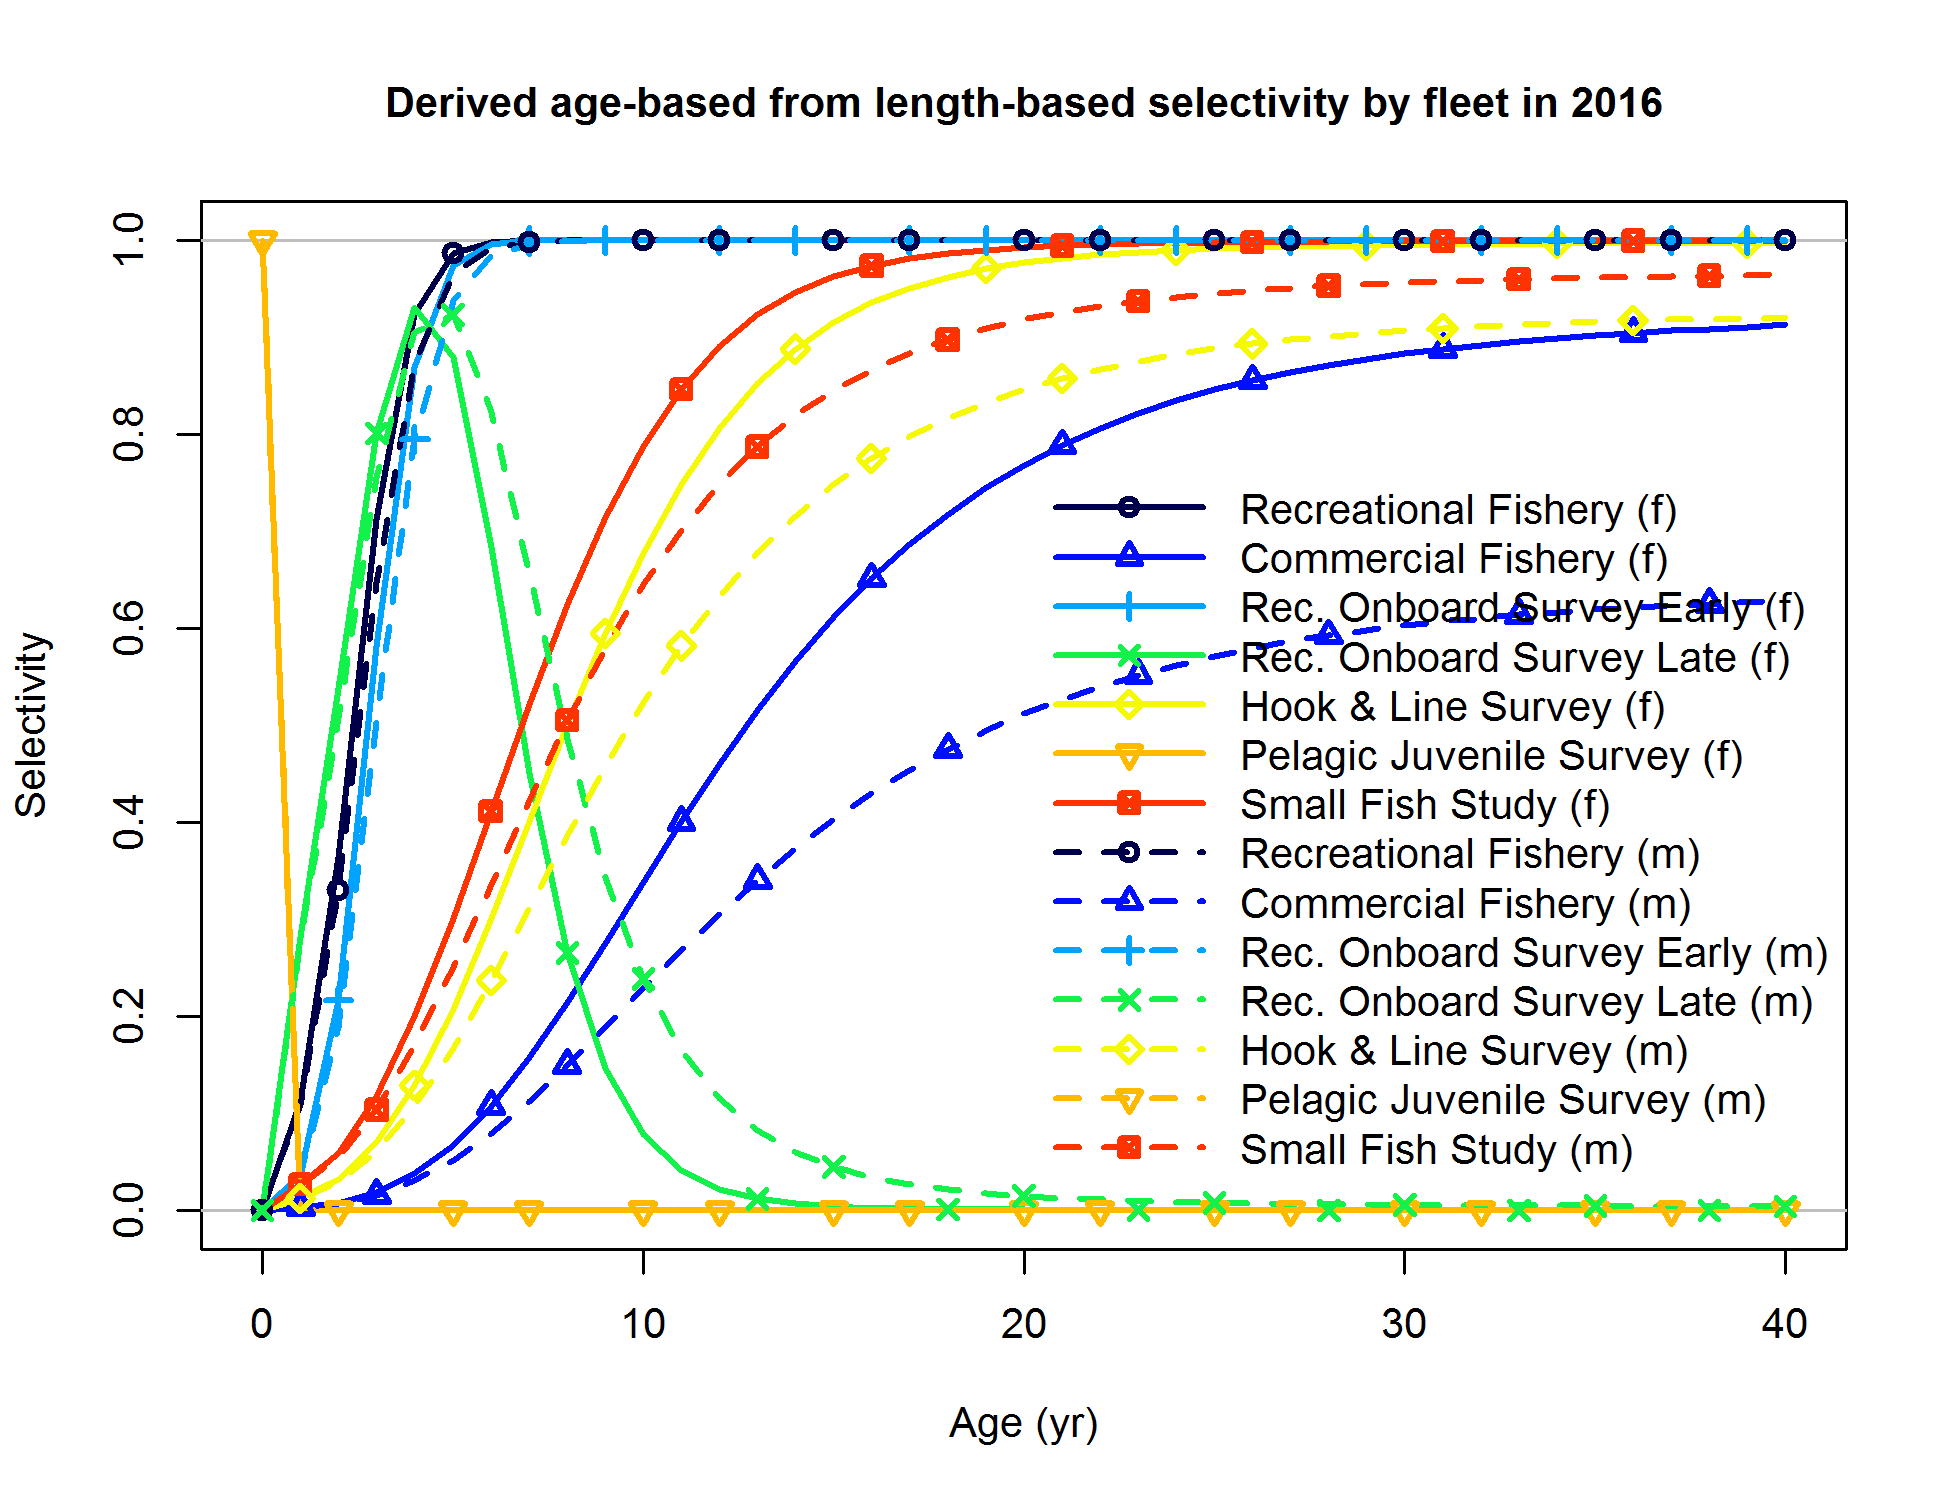 Derived age-based from length-based selectivity by fleet in 2016
Selectivity
1.0
0.8
0.6
0.4
0.2
0.0
Recreational Fishery (f)
Commercial Fishery (f)
Rec. Onboard Survey Early (f)
Rec. Onboard Survey Late (f)
Hook & Line Survey (f)
Pelagic Juvenile Survey (f)
Small Fish Study (f)
Recreational Fishery (m)
Commercial Fishery (m)
Rec. Onboard Survey Early (m)
Rec. Onboard Survey Late (m)
Hook & Line Survey (m)
Pelagic Juvenile Survey (m)
Small Fish Study (m)
0 10 20 30 40
Age (yr)